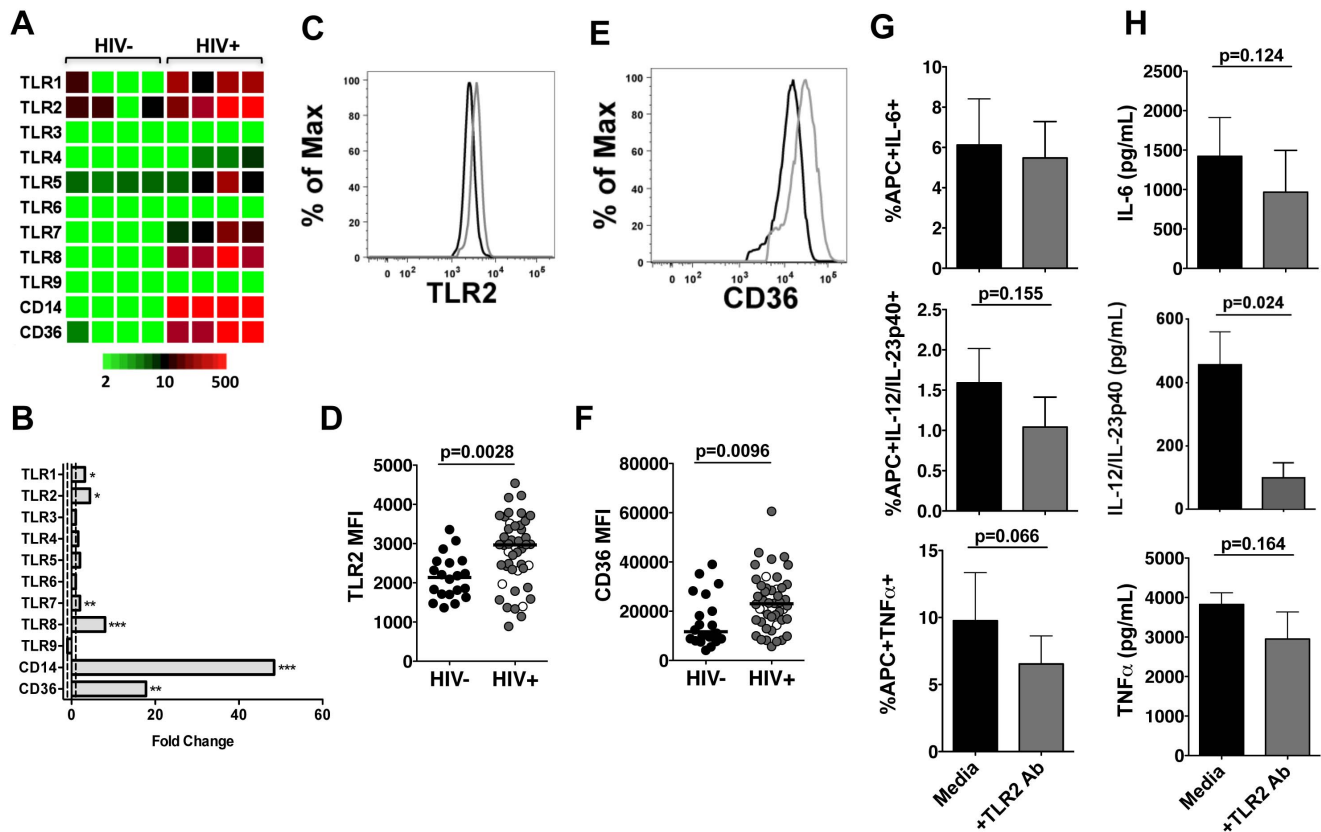 A
HIV- HIV+
TLR1
TLR2
TLR3
TLR4
TLR5
TLR6
TLR7
TLR8
TLR9
CD14
CD36
2 10 500
B
TLR1 *
TLR2 *
TLR3
TLR4
TLR5
TLR6
TLR7 **
TLR8 ***
TLR9
CD14 ***
CD36 **
0 20 40 60
Fold Change
C
% of Max
100
80
60
40
20
0
0 10² 10³ 10⁴ 10⁵
TLR2
D
p=0.0028
TLR2 MFI
5000
4000
3000
2000
1000
0
HIV- HIV+
E
% of Max
100
80
60
40
20
0
0 10² 10³ 10⁴ 10⁵
CD36
F
p=0.0096
CD36 MFI
80000
60000
40000
20000
0
HIV- HIV+
G
%APC+IL-6+
10
8
6
4
2
0
p=0.155
%APC+IL-12/IL-23p40+
2.5
2.0
1.5
1.0
0.5
0.0
p=0.066
%APC+TNFα+
15
10
5
0
Media +TLR2 Ab
H
p=0.124
IL-6 (pg/mL)
2500
2000
1500
1000
500
0
p=0.024
IL-12/IL-23p40 (pg/mL)
600
400
200
0
p=0.164
TNFα (pg/mL)
5000
4000
3000
2000
1000
0
Media +TLR2 Ab